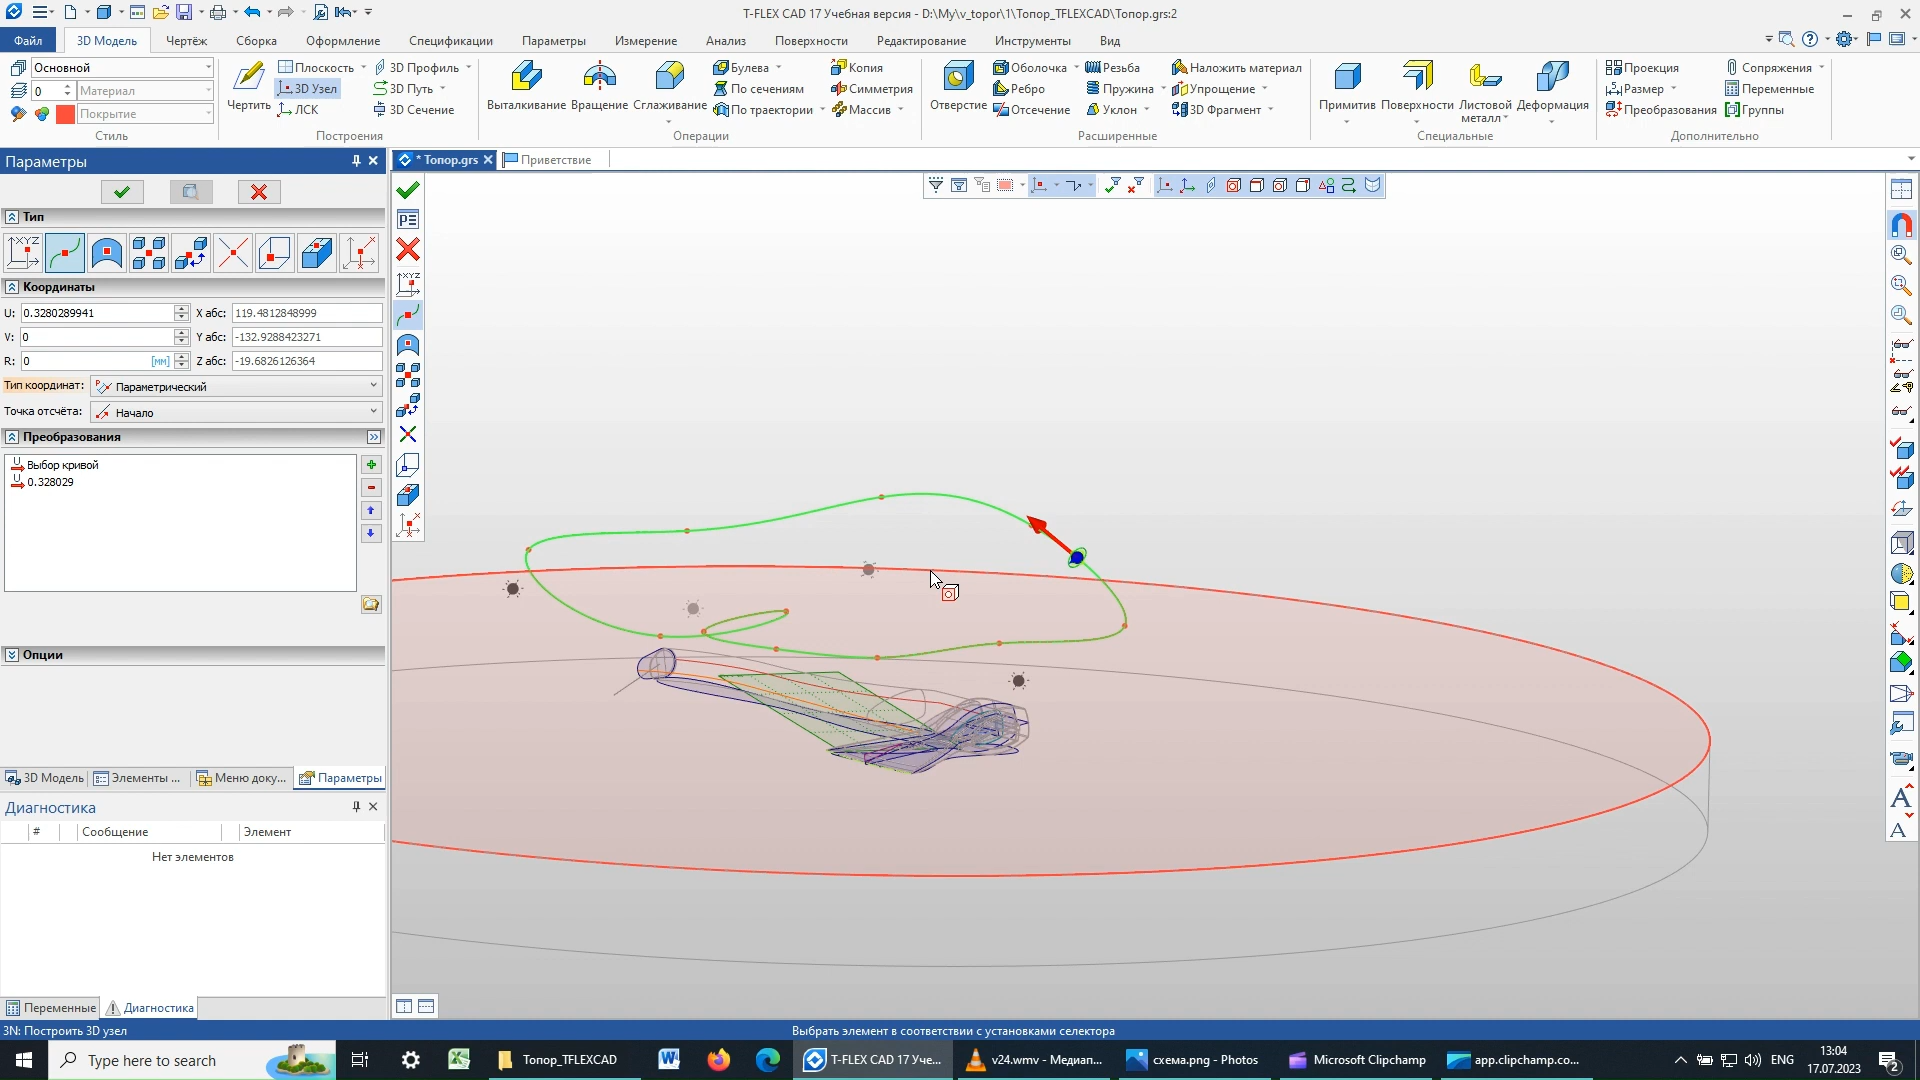 T-FLEX CAD 17 Учебная версия - D:\My\v_topor\1\Топор_TFLEXCAD\Топор.grs:2
Файл
3D Модель
Чертёж
Сборка
Оформление
Спецификации
Параметры
Измерение
Анализ
Поверхности
Редактирование
Инструменты
Вид
Основной
0
Материал
Покрытие
Стиль
Чертить
Плоскость
3D Узел
ЛСК
3D Профиль
3D Путь
3D Сечение
Построения
Выталкивание
Вращение
Сглаживание
Булева
По сечениям
По траектории
Копия
Симметрия
Массив
Операции
Отверстие
Оболочка
Ребро
Отсечение
Резьба
Пружина
Уклон
Наложить материал
Упрощение
3D Фрагмент
Расширенные
Примитив
Поверхности
Листовой
металл
Деформация
Специальные
Проекция
Размер
Преобразования
Сопряжения
Переменные
Группы
Дополнительно
Параметры
* Топор.grs
Приветствие
Тип
Координаты
U: 0.3280289941
X абс: 119.4812848999
V: 0
Y абс: -132.9288423271
R: 0 [мм]
Z абс: -19.6826126364
Тип координат: Параметрический
Точка отсчёта: Начало
Преобразования
Выбор кривой
0.328029
Опции
3D Модель
Элементы ...
Меню доку...
Параметры
Диагностика
#
Сообщение
Элемент
Нет элементов
Переменные
Диагностика
3N: Построить 3D узел
Выбрать элемент в соответствии с установками селектора
Type here to search
Топор_TFLEXCAD
T-FLEX CAD 17 Уче...
v24.wmv - Медиап...
схема.png - Photos
Microsoft Clipchamp
app.clipchamp.co...
ENG
13:04
17.07.2023
2